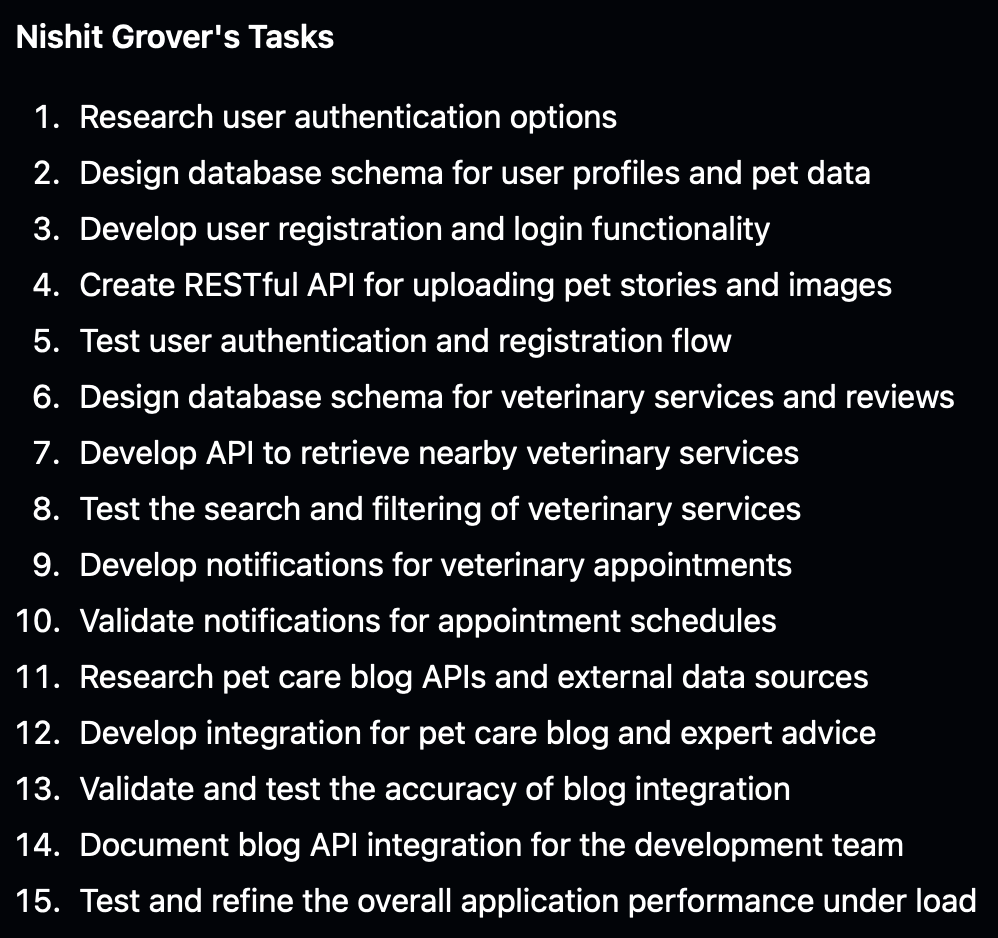 Nishit Grover's Tasks
1. Research user authentication options
2. Design database schema for user profiles and pet data
3. Develop user registration and login functionality
4. Create RESTful API for uploading pet stories and images
5. Test user authentication and registration flow
6. Design database schema for veterinary services and reviews
7. Develop API to retrieve nearby veterinary services
8. Test the search and filtering of veterinary services
9. Develop notifications for veterinary appointments
10. Validate notifications for appointment schedules
11. Research pet care blog APIs and external data sources
12. Develop integration for pet care blog and expert advice
13. Validate and test the accuracy of blog integration
14. Document blog API integration for the development team
15. Test and refine the overall application performance under load